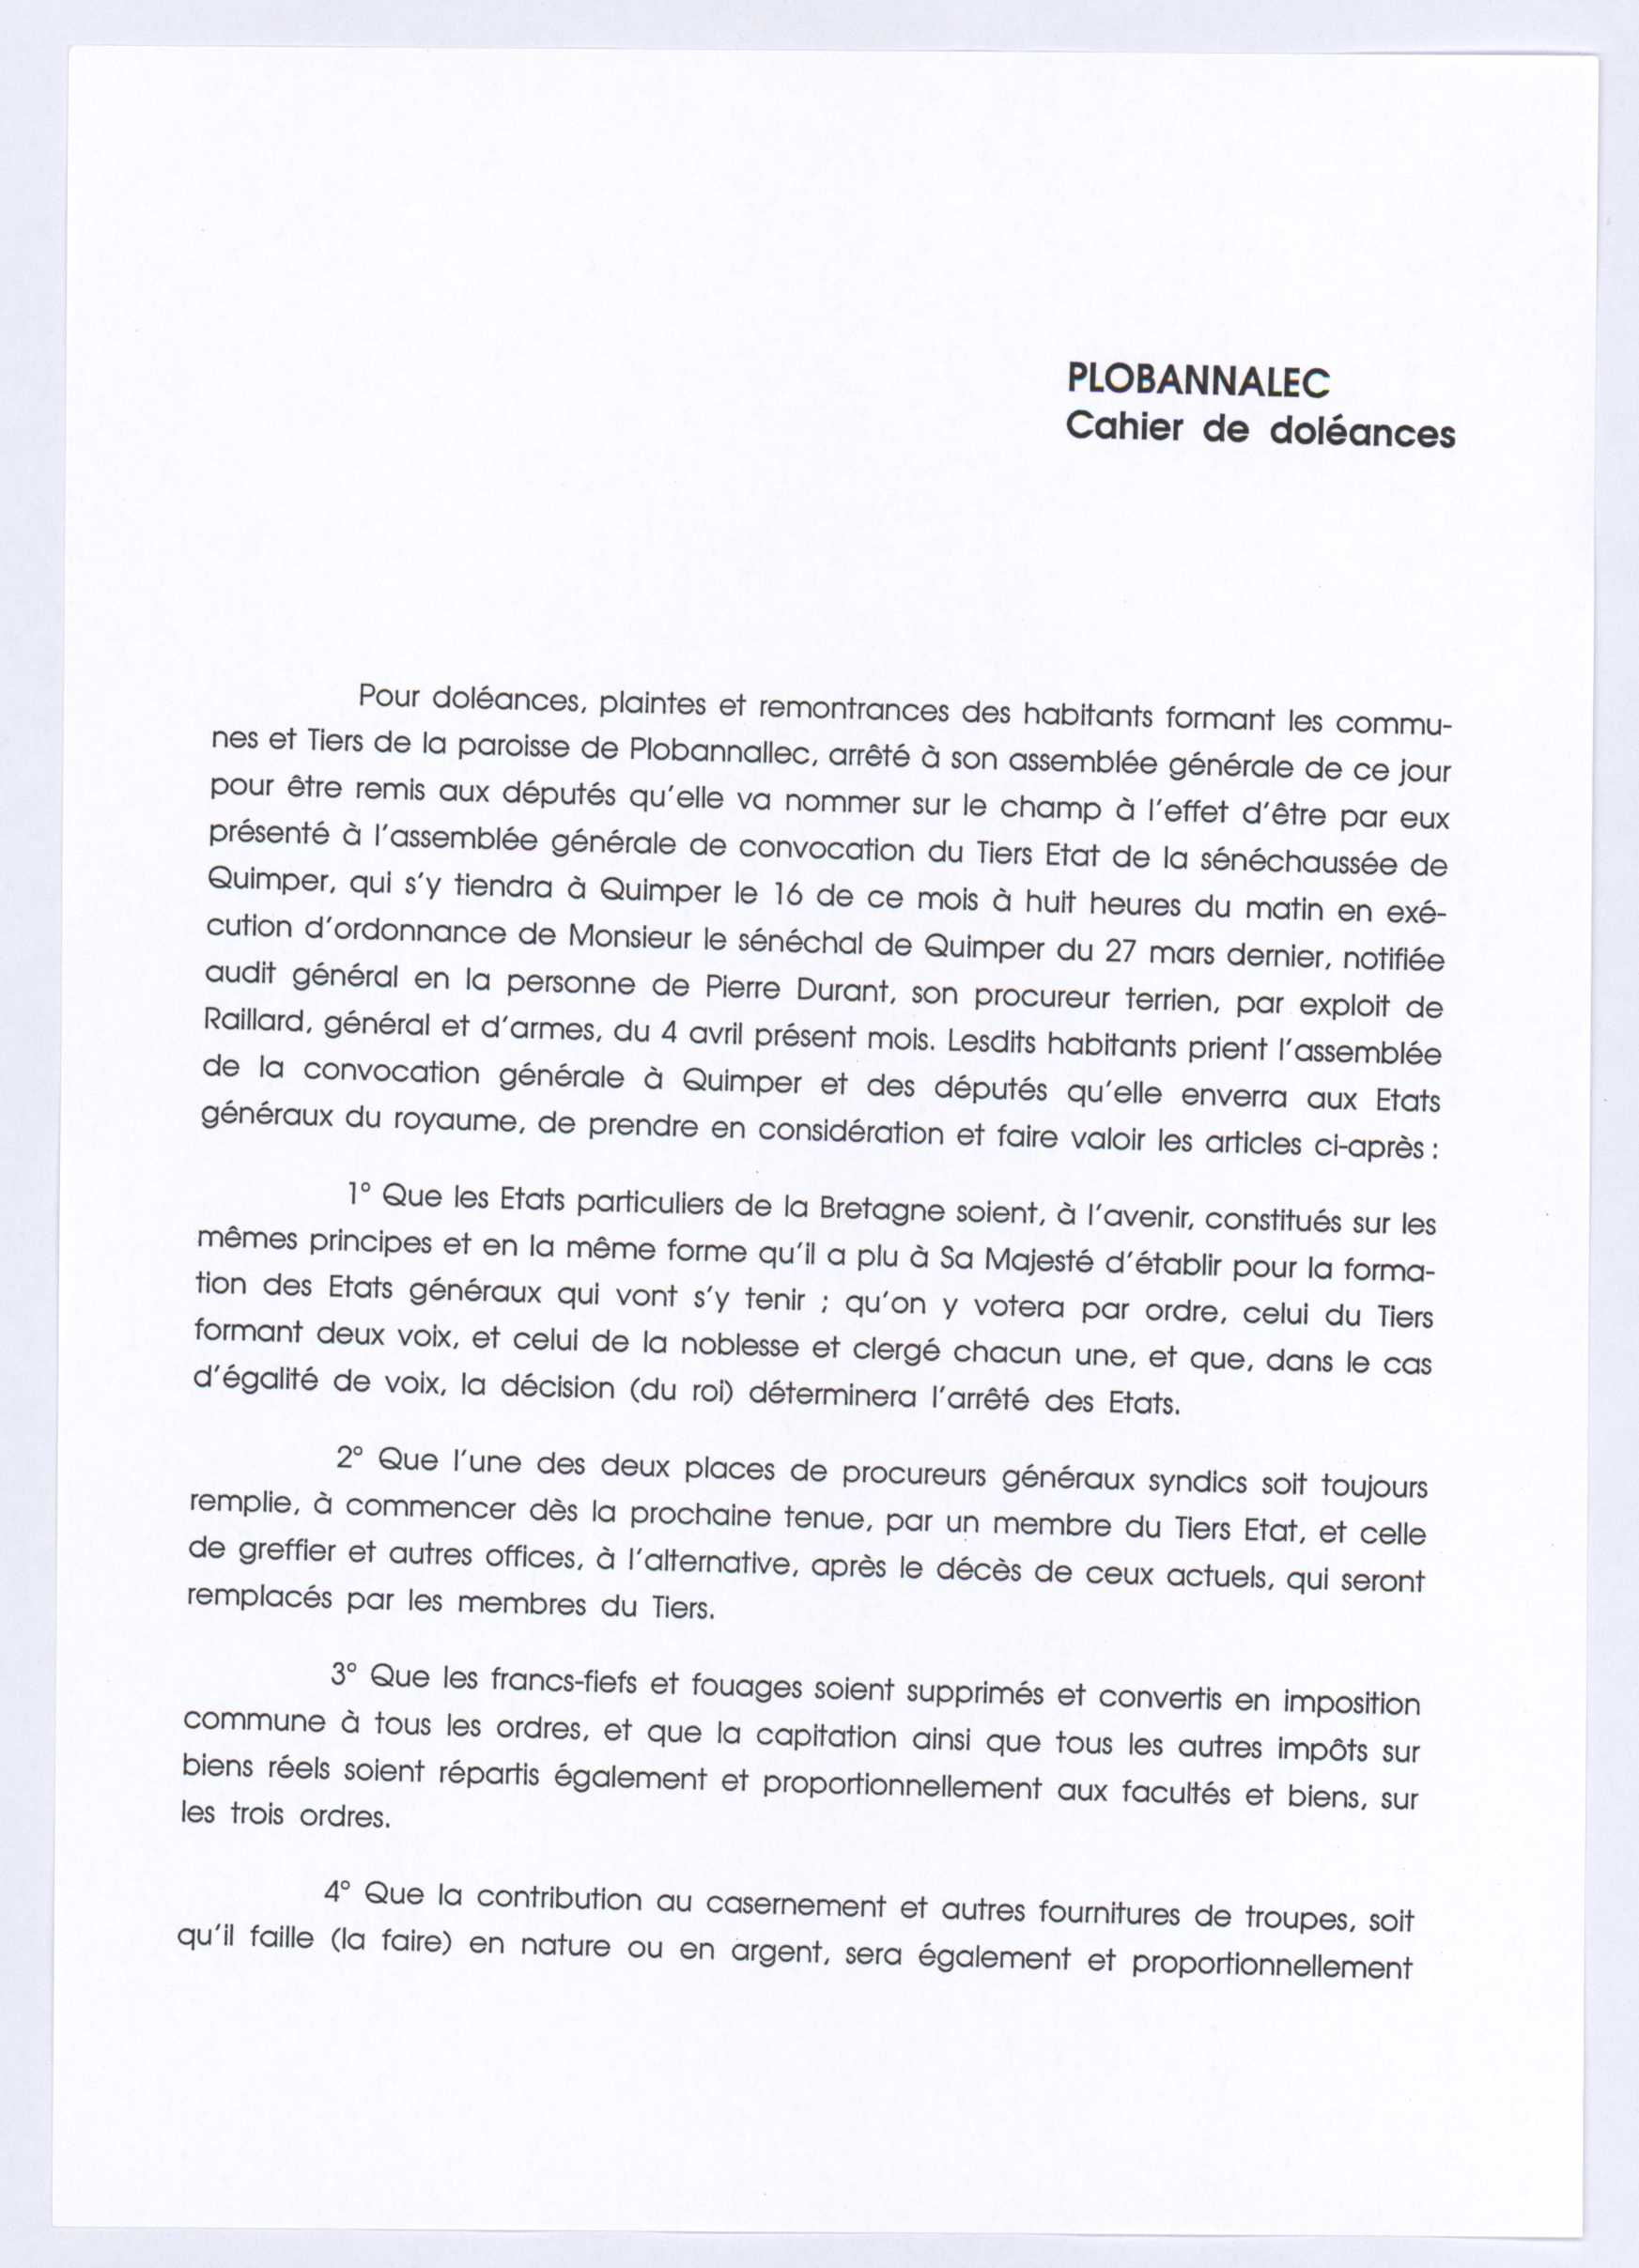 PLOBANNALEC
Cahier de doléances
Pour doléances, plaintes et remontrances des habitants formant les commu-
nes et Tiers de la paroisse de Plobannallec, arrêté à son assemblée générale de ce jour
pour être remis aux députés qu'elle va nommer sur le champ à l'effet d'être par eux
présenté à l'assemblée générale de convocation du Tiers Etat de la sénéchaussée de
Quimper, qui s'y tiendra à Quimper le 16 de ce mois à huit heures du matin en exé-
cution d'ordonnance de Monsieur le sénéchal de Quimper du 27 mars dernier, notifiée
audit général en la personne de Pierre Durant, son procureur terrien, par exploit de
Raillard, général et d'armes, du 4 avril présent mois. Lesdits habitants prient l'assemblée
de la convocation générale à Quimper et des députés qu'elle enverra aux Etats
généraux du royaume, de prendre en considération et faire valoir les articles ci-après :
1° Que les Etats particuliers de la Bretagne soient, à l'avenir, constitués sur les
mêmes principes et en la même forme qu'il a plu à Sa Majesté d'établir pour la forma-
tion des Etats généraux qui vont s'y tenir ; qu'on y votera par ordre, celui du Tiers
formant deux voix, et celui de la noblesse et clergé chacun une, et que, dans le cas
d'égalité de voix, la décision (du roi) déterminera l'arrêté des Etats.
2° Que l'une des deux places de procureurs généraux syndics soit toujours
remplie, à commencer dès la prochaine tenue, par un membre du Tiers Etat, et celle
de greffier et autres offices, à l'alternative, après le décès de ceux actuels, qui seront
remplacés par les membres du Tiers.
3° Que les francs-fiefs et fouages soient supprimés et convertis en imposition
commune à tous les ordres, et que la capitation ainsi que tous les autres impôts sur
biens réels soient répartis également et proportionnellement aux facultés et biens, sur
les trois ordres.
4° Que la contribution au casernement et autres fournitures de troupes, soit
qu'il faille (la faire) en nature ou en argent, sera également et proportionnellement